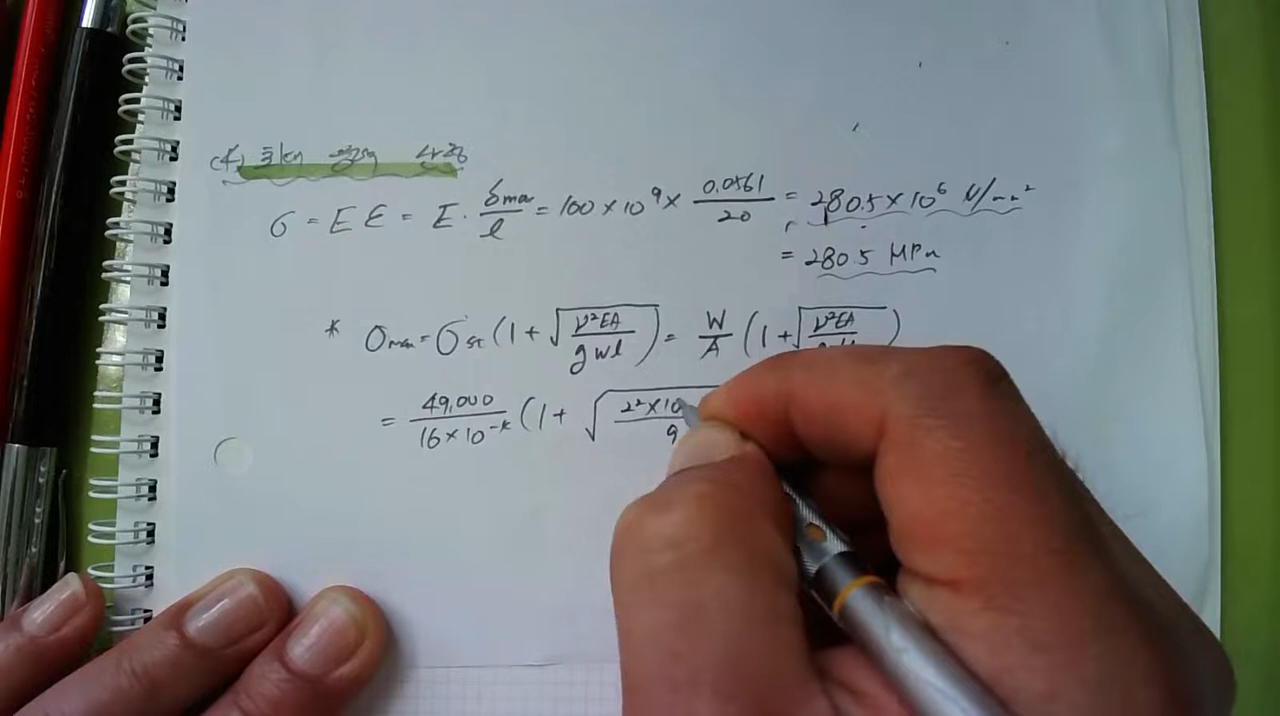 σ = E ε = E · δmax/l = 100 × 10⁹ × 0.0561/20 = 280.5 × 10⁶ N/m²
= 280.5 MPa
* σmax = σst (1 + √(v²EA/gwl)) = W/A (1 + √(v²EA/
= 49,000/16×10⁻⁴ (1 + √(2²×10